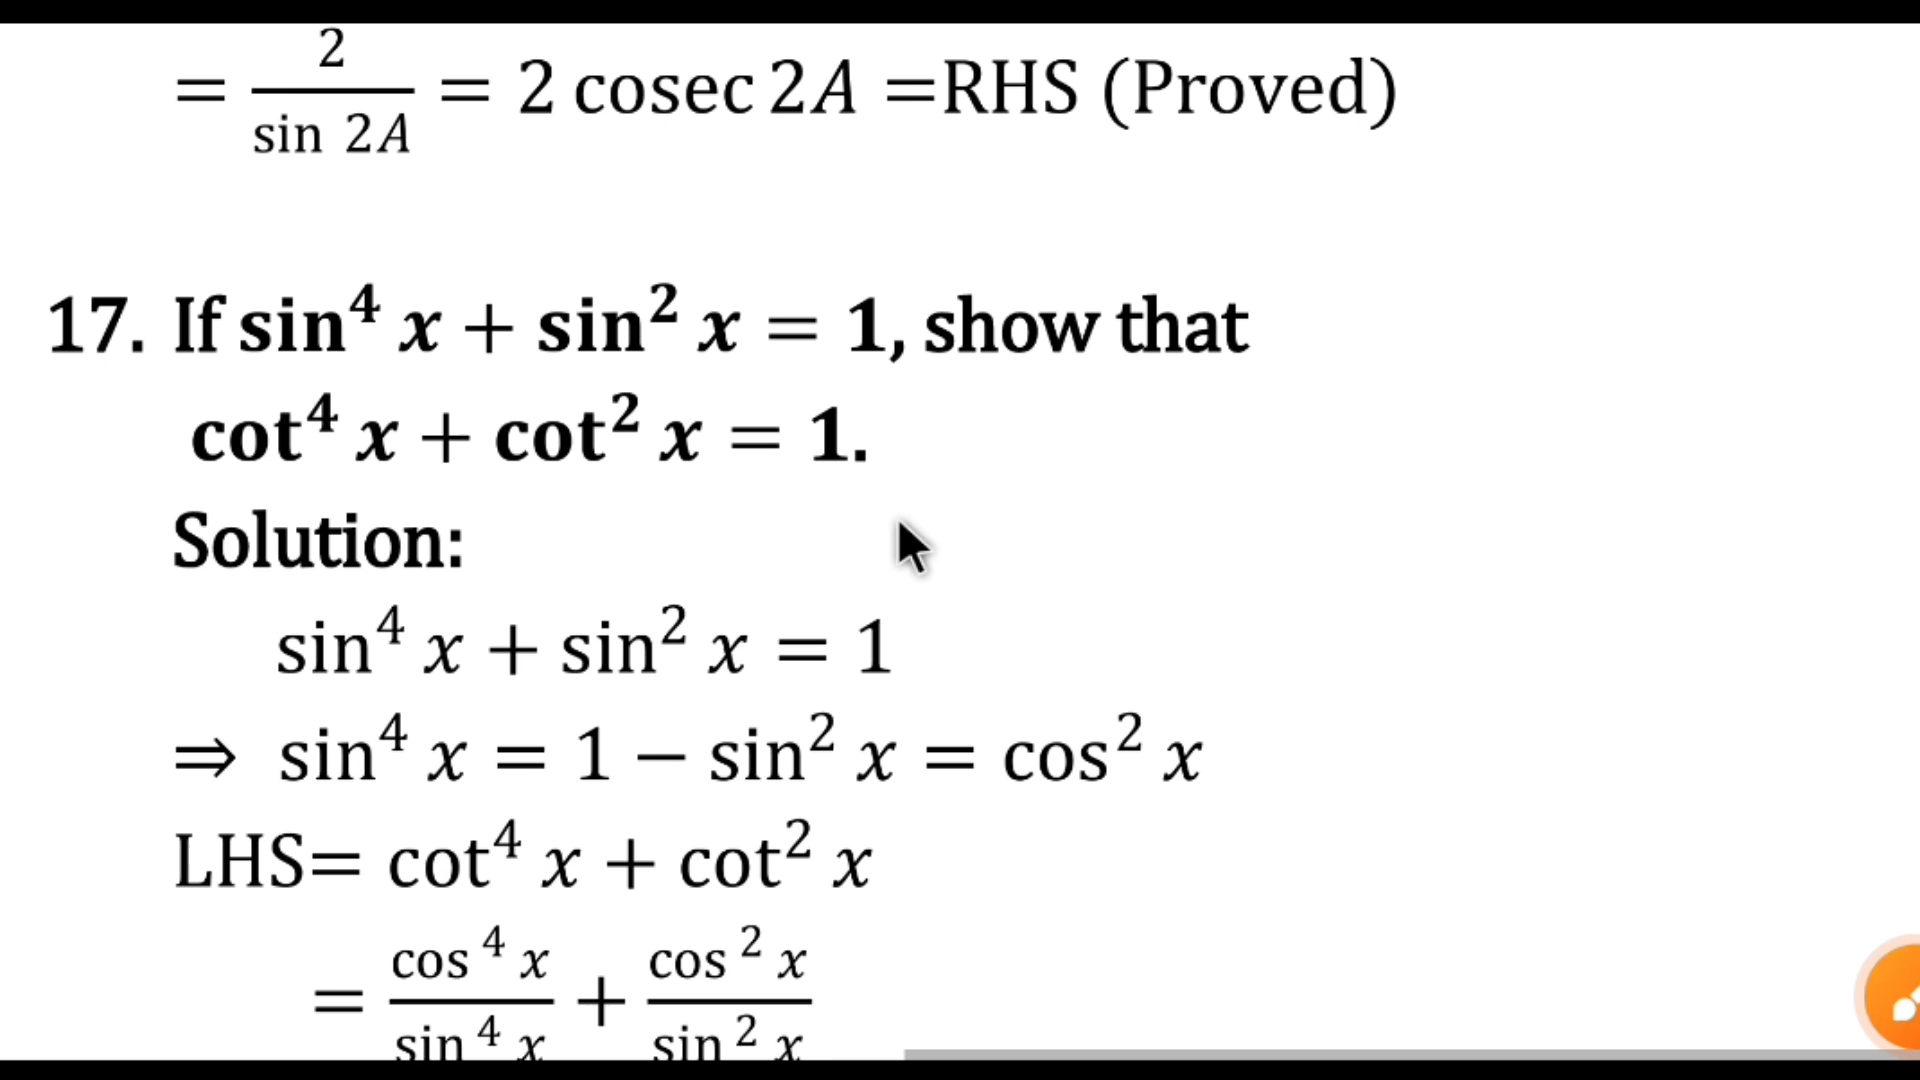 = 2/sin 2A = 2 cosec 2A =RHS (Proved)
17. If sin⁴ x + sin² x = 1, show that
cot⁴ x + cot² x = 1.
Solution:
sin⁴ x + sin² x = 1
⇒ sin⁴ x = 1 − sin² x = cos² x
LHS= cot⁴ x + cot² x
= cos⁴ x/sin⁴ x + cos² x/sin² x